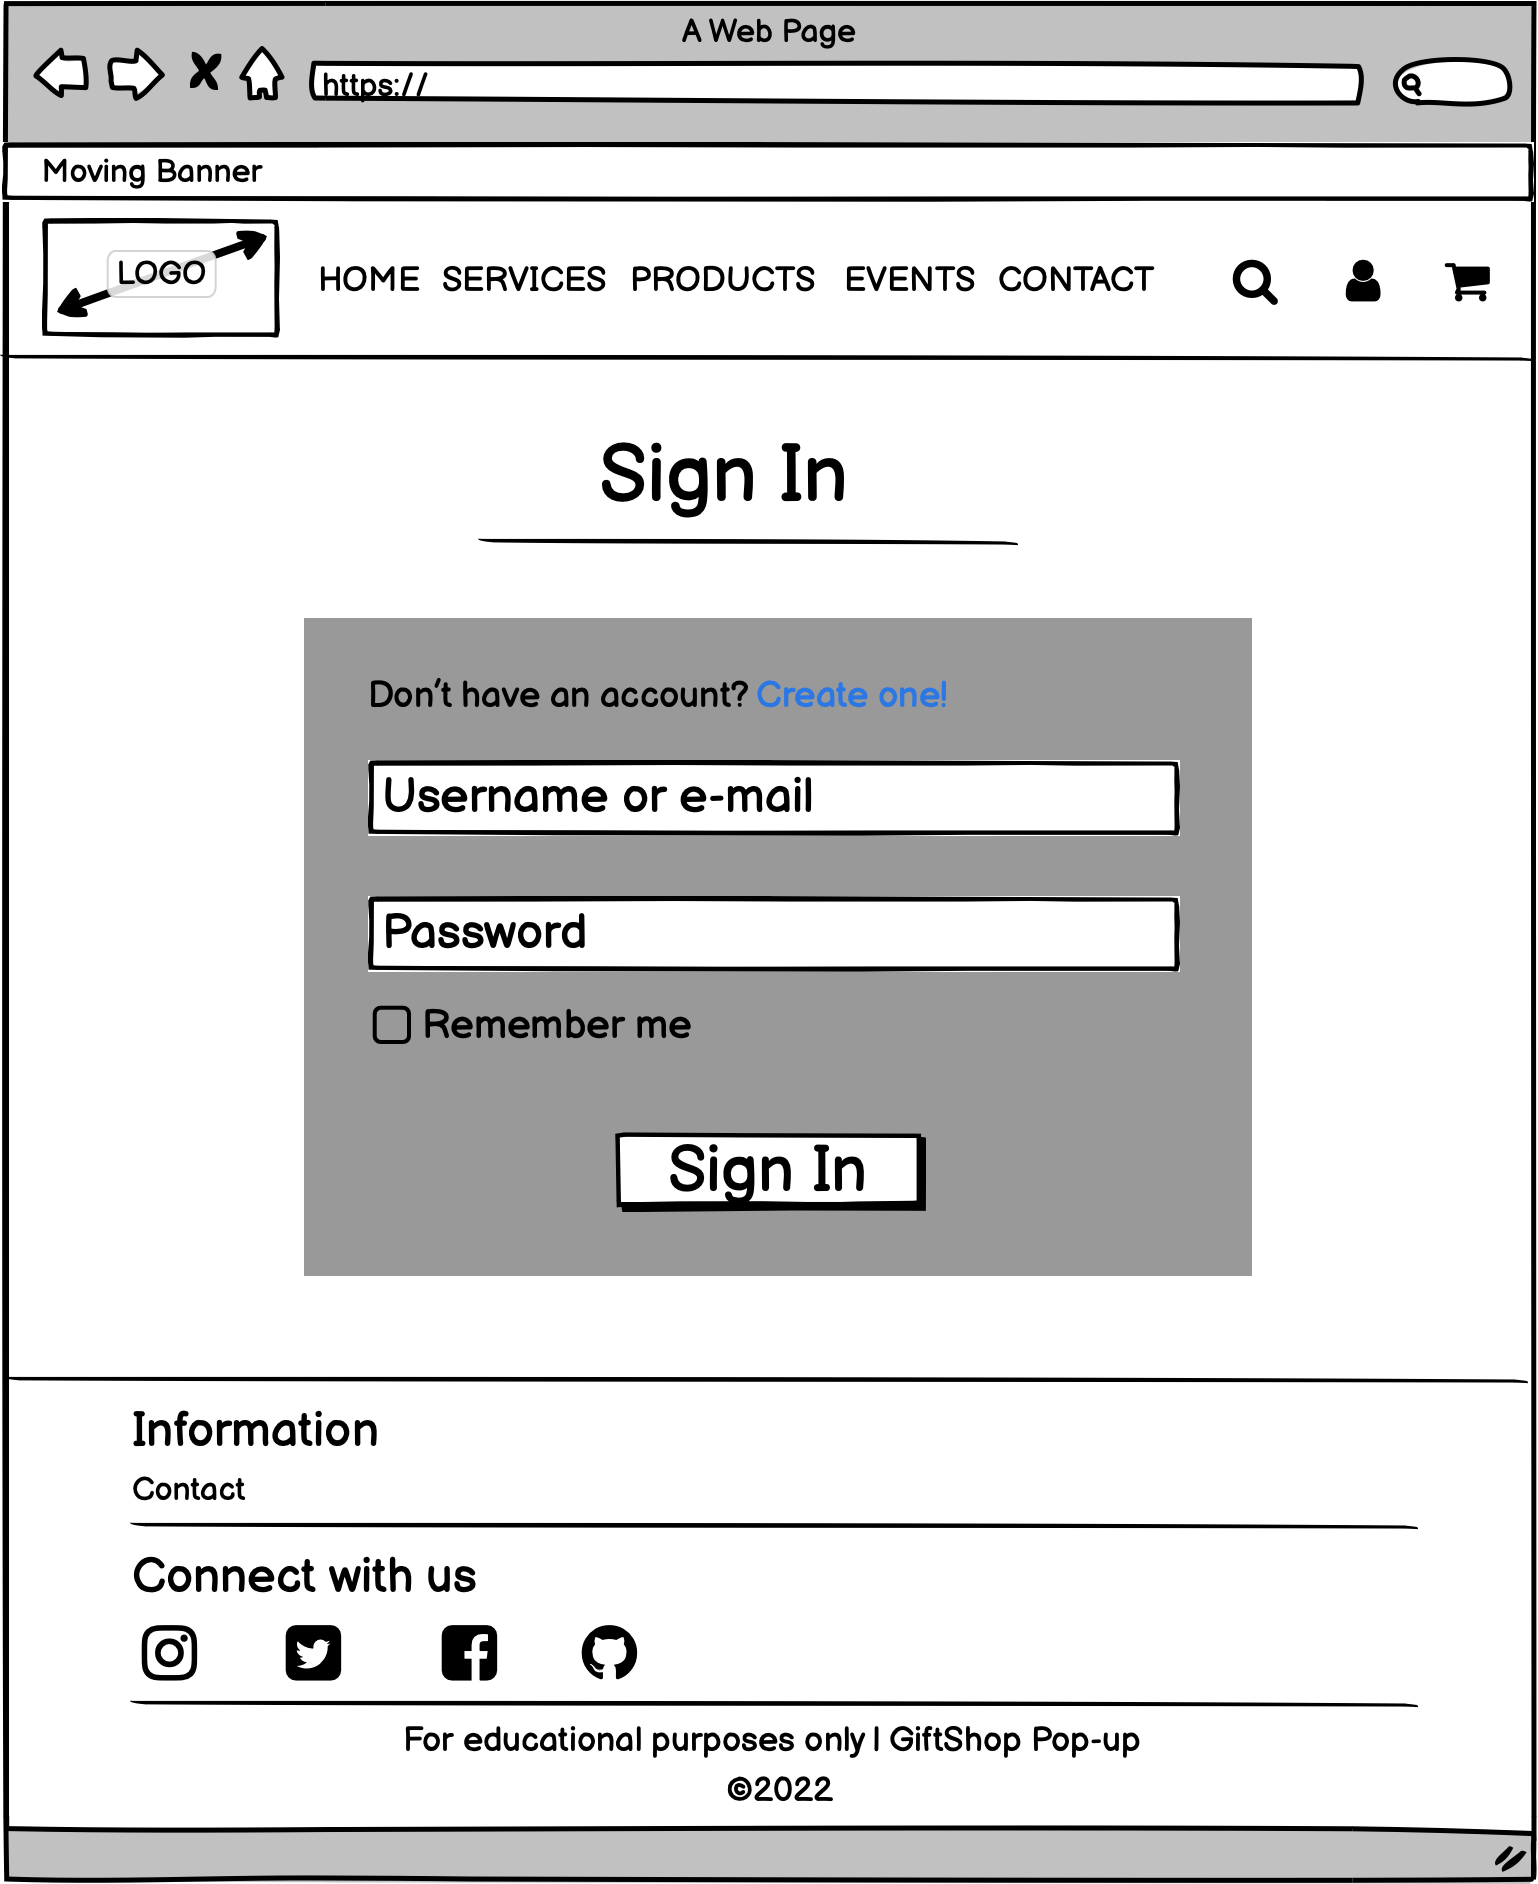 A Web Page
https://
Moving Banner
LOGO
HOME SERVICES PRODUCTS EVENTS CONTACT
Sign In
Don't have an account? Create one!
Username or e-mail
Password
Remember me
Sign In
Information
Contact
Connect with us
For educational purposes only | GiftShop Pop-up
©2022